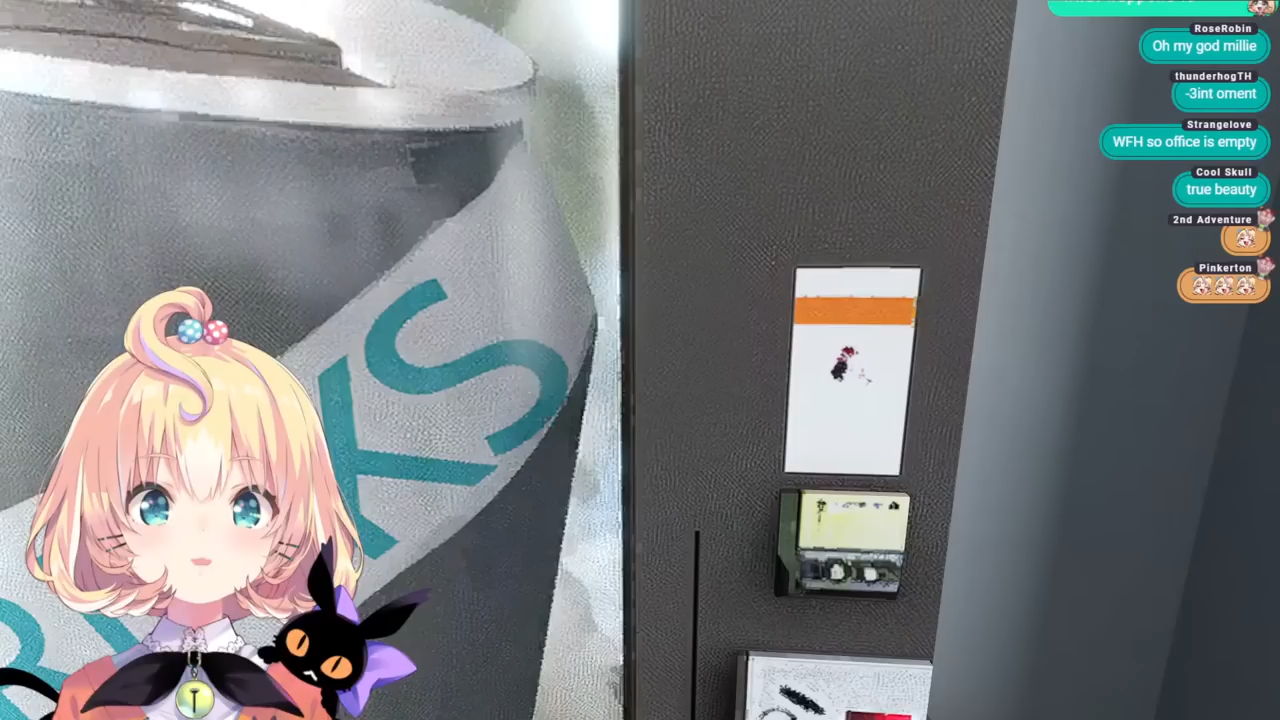 RoseRobin
Oh my god millie
thunderhogTH
-3int oment
Strangelove
WFH so office is empty
Cool Skull
true beauty
2nd Adventure
Pinkerton
KS